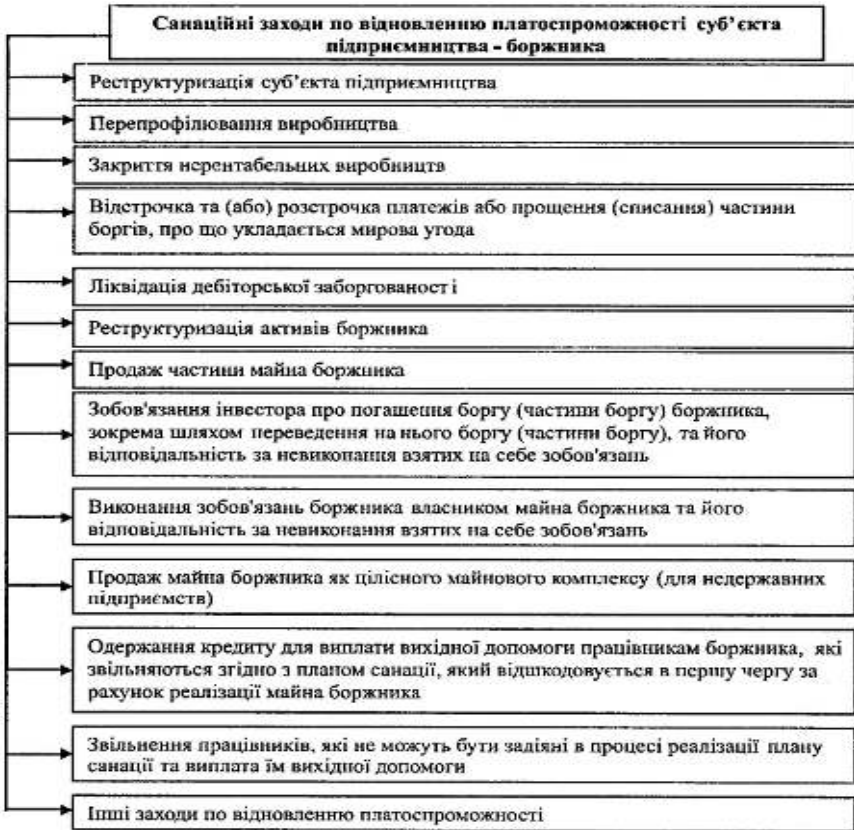 Санаційні заходи по відновленню платоспроможності суб’єкта
підприємництва - боржника
Реструктуризація суб’єкта підприємництва
Перепрофілювання виробництва
Закриття нерентабельних виробництв
Відстрочка та (або) розстрочка платежів або прощення (списання) частини
боргів, про що укладається мирова угода
Ліквідація дебіторської заборгованості
Реструктуризація активів боржника
Продаж частини майна боржника
Зобов'язання інвестора про погашення боргу (частини боргу) боржника,
зокрема шляхом переведення на нього боргу (частини боргу), та його
відповідальність за невиконання взятих на себе зобов'язань
Виконання зобов'язань боржника власником майна боржника та його
відповідальність за невиконання взятих на себе зобов'язань
Продаж майна боржника як цілісного майнового комплексу (для недержавних
підприємств)
Одержання кредиту для виплати вихідної допомоги працівникам боржника, які
звільняються згідно з планом санації, який відшкодовується в першу чергу за
рахунок реалізації майна боржника
Звільнення працівників, які не можуть бути задіяні в процесі реалізації плану
санації та виплата їм вихідної допомоги
Інші заходи по відновленню платоспроможності